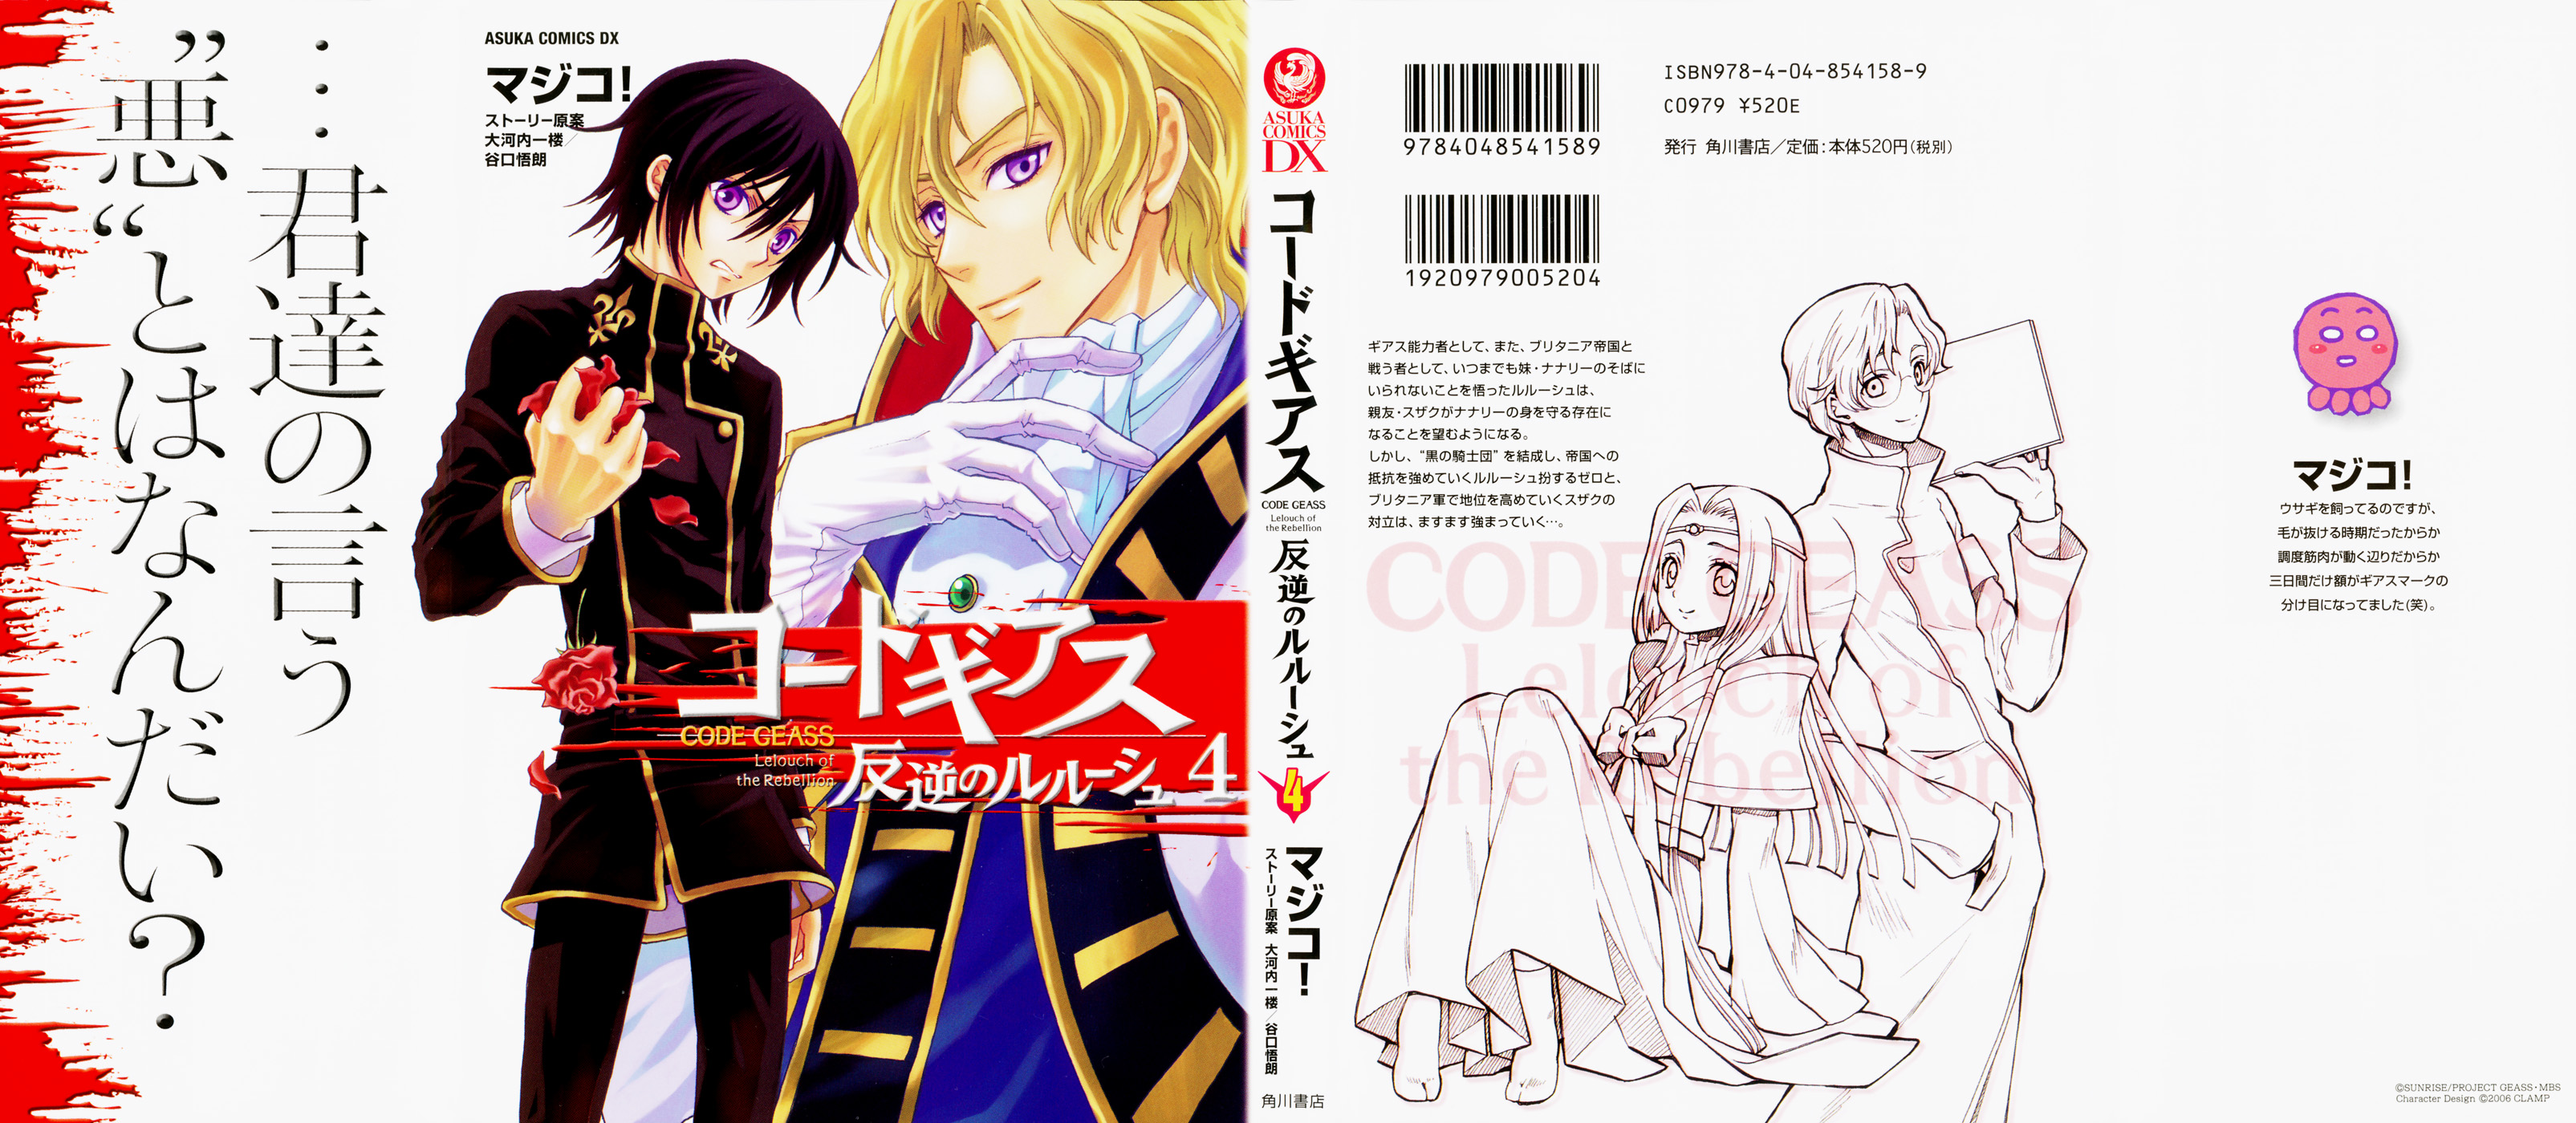 …君達の言う
”悪“とはなんだい？
ASUKA COMICS DX
マジコ！
ストーリー原案
大河内一楼／
谷口悟朗
コードギアス
CODE GEASS
Lelouch of
the Rebellion
反逆のルルーシュ 4
ASUKA
COMICS
DX
コードギアス
CODE GEASS
Lelouch of
the Rebellion
反逆のルルーシュ
4
マジコ！
ストーリー原案 大河内一楼／谷口悟朗
角川書店
9784048541589
ISBN978-4-04-854158-9
C0979 ¥520E
発行 角川書店／定価：本体520円（税別）
1920979005204
ギアス能力者として、また、ブリタニア帝国と
戦う者として、いつまでも妹・ナナリーのそばに
いられないことを悟ったルルーシュは、
親友・スザクがナナリーの身を守る存在に
なることを望むようになる。
しかし、“黒の騎士団”を結成し、帝国への
抵抗を強めていくルルーシュ扮するゼロと、
ブリタニア軍で地位を高めていくスザクの
対立は、ますます強まっていく…。
CODE GEASS
Lelouch of
the Rebellion
マジコ！
ウサギを飼ってるのですが、
毛が抜ける時期だったからか
調度筋肉が動く辺りだからか
三日間だけ額がギアスマークの
分け目になってました(笑)。
©SUNRISE/PROJECT GEASS・MBS
Character Design ©2006 CLAMP